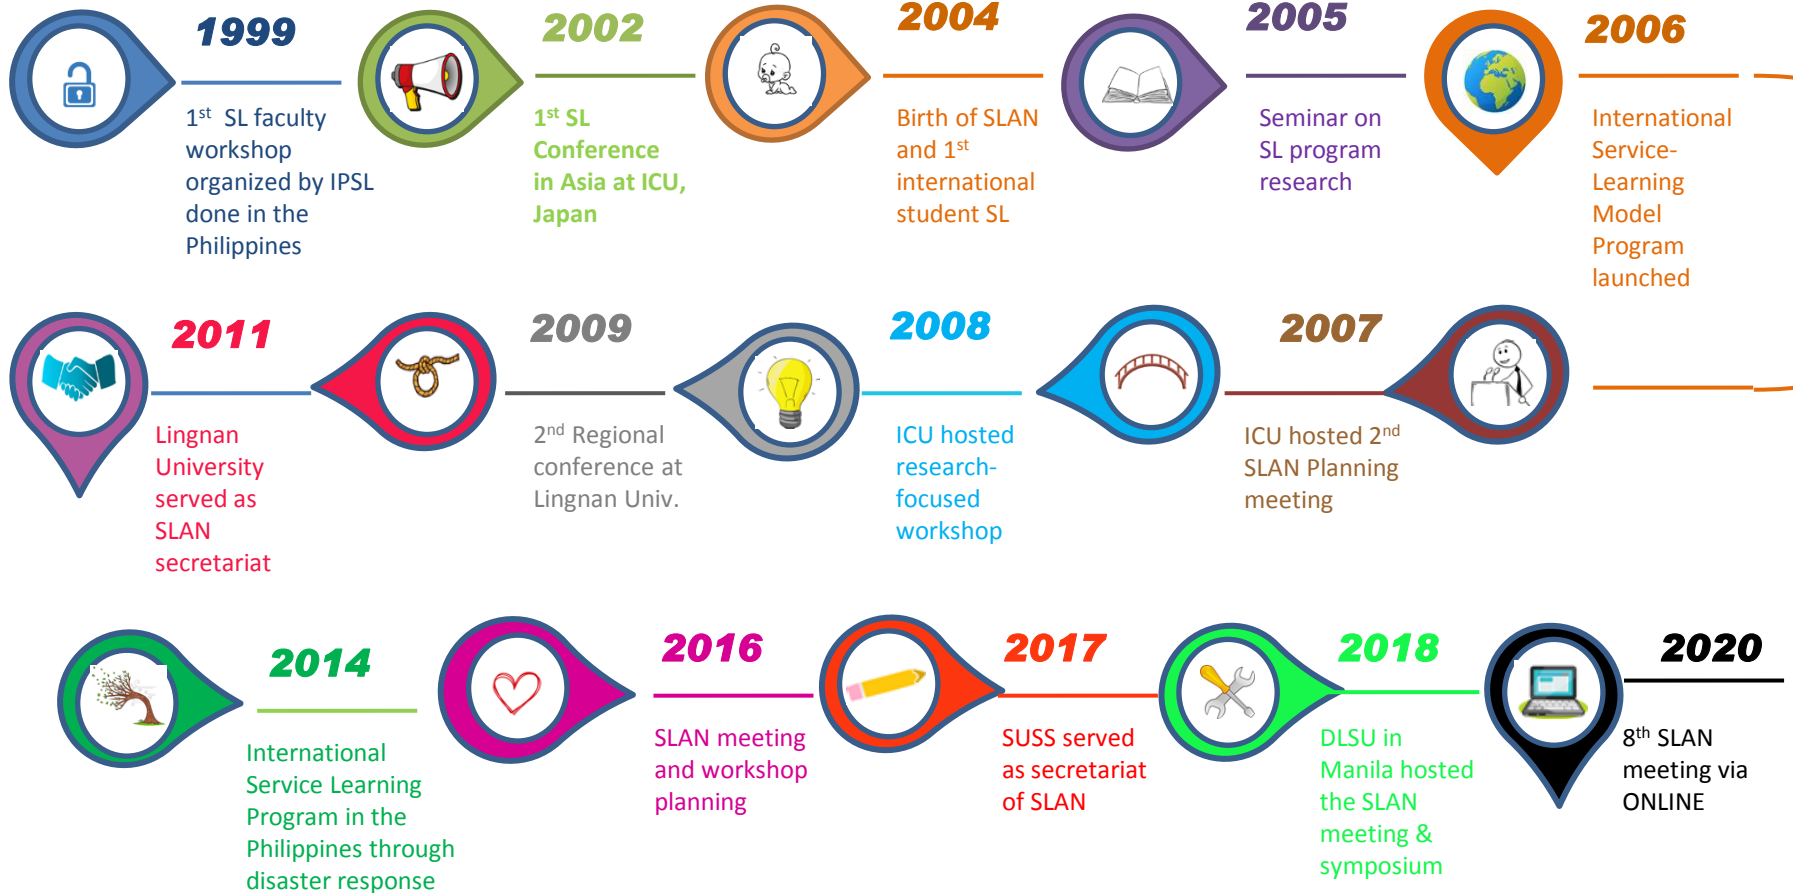 1999
1st SL faculty
workshop
organized by IPSL
done in the
Philippines
2002
1st SL
Conference
in Asia at ICU,
Japan
2004
Birth of SLAN
and 1st
international
student SL
2005
Seminar on
SL program
research
2006
International
Service-
Learning
Model
Program
launched
2011
Lingnan
University
served as
SLAN
secretariat
2009
2nd Regional
conference at
Lingnan Univ.
2008
ICU hosted
research-
focused
workshop
2007
ICU hosted 2nd
SLAN Planning
meeting
2014
International
Service Learning
Program in the
Philippines through
disaster response
2016
SLAN meeting
and workshop
planning
2017
SUSS served
as secretariat
of SLAN
2018
DLSU in
Manila hosted
the SLAN
meeting &
symposium
2020
8th SLAN
meeting via
ONLINE